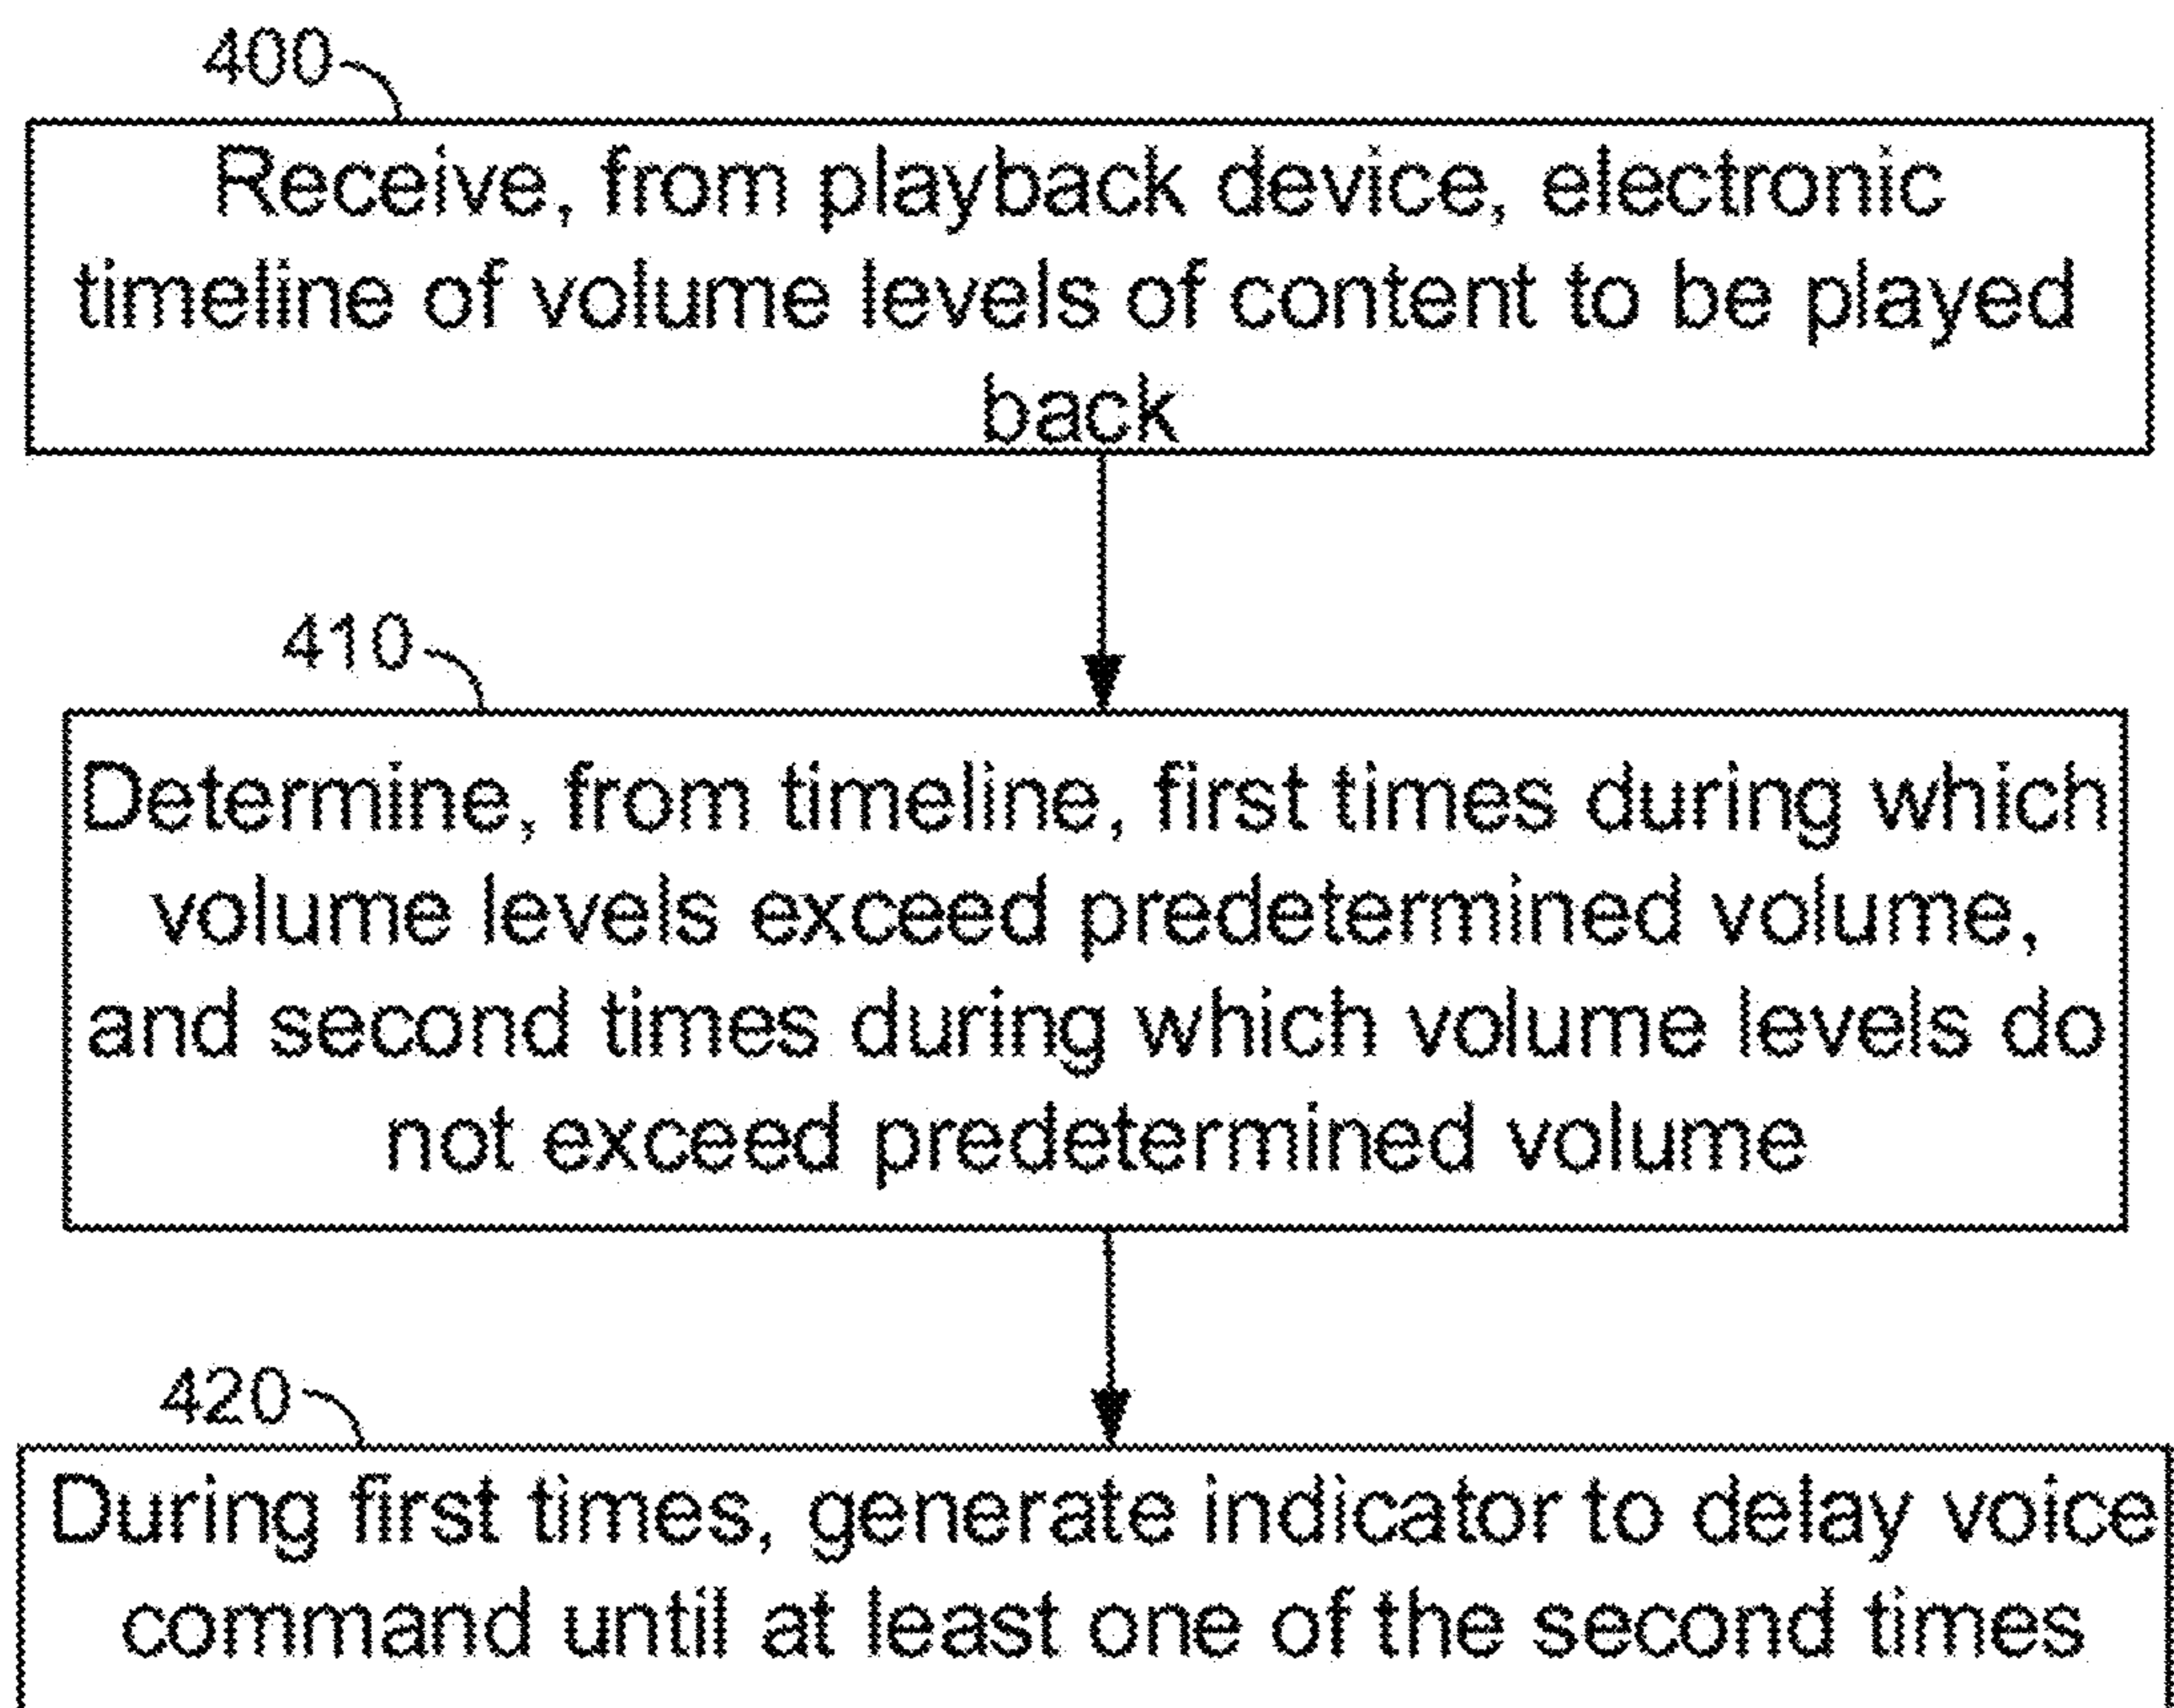 400
Receive, from playback device, electronic
timeline of volume levels of content to be played
back
410
Determine, from timeline, first times during which
volume levels exceed predetermined volume,
and second times during which volume levels do
not exceed predetermined volume
420
During first times, generate indicator to delay voice
command until at least one of the second times